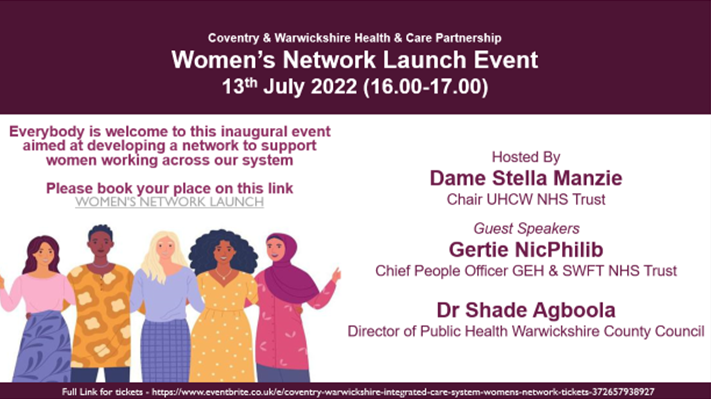 Coventry & Warwickshire Health & Care Partnership
Women's Network Launch Event
13th July 2022 (16.00-17.00)
Everybody is welcome to this inaugural event
aimed at developing a network to support
women working across our system
Please book your place on this link
WOMEN'S NETWORK LAUNCH
Hosted By
Dame Stella Manzie
Chair UHCW NHS Trust
Guest Speakers
Gertie NicPhilib
Chief People Officer GEH & SWFT NHS Trust
Dr Shade Agboola
Director of Public Health Warwickshire County Council
Full Link for tickets - https://www.eventbrite.co.uk/e/coventry-warwickshire-integrated-care-system-womens-network-tickets-372657938927